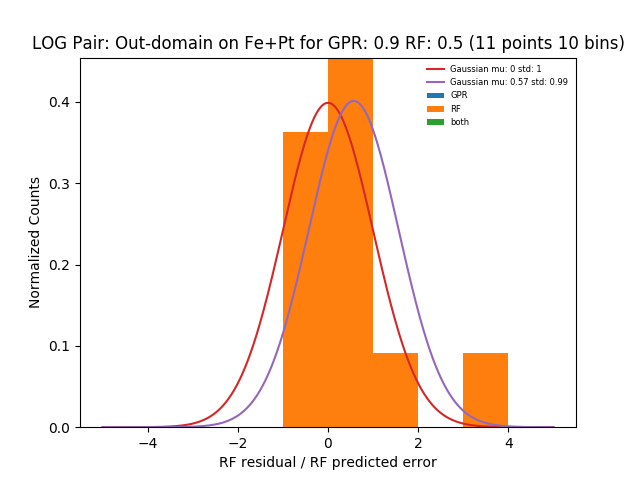 LOG Pair: Out-domain on Fe+Pt for GPR: 0.9 RF: 0.5 (11 points 10 bins)
Gaussian mu: 0 std: 1
Gaussian mu: 0.57 std: 0.99
GPR
RF
both
Normalized Counts
0.4
0.3
0.2
0.1
0.0
−4 −2 0 2 4
RF residual / RF predicted error